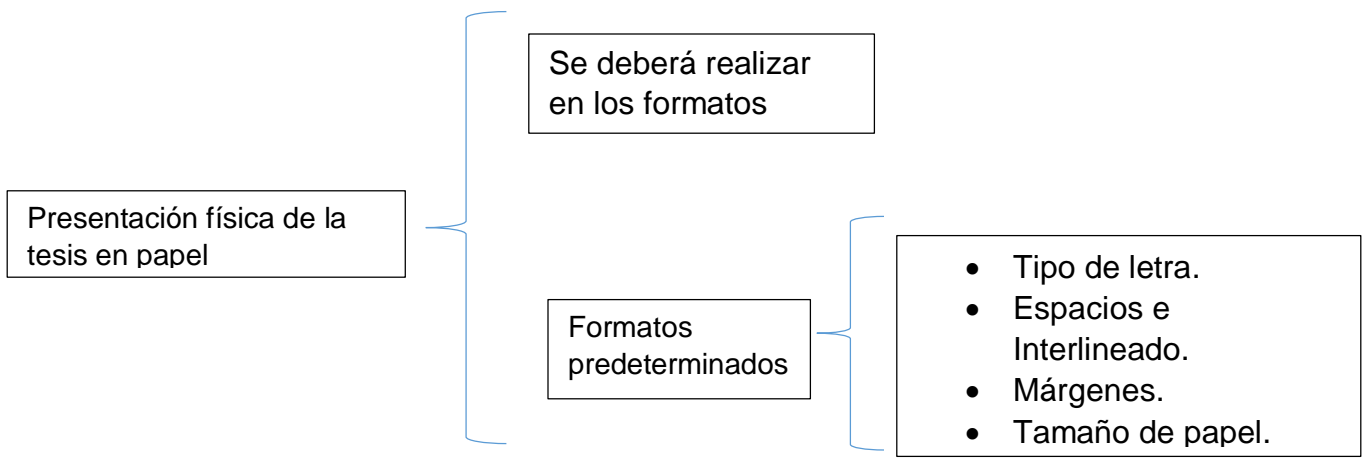 Se deberá realizar
en los formatos
Presentación física de la
tesis en papel
Formatos
predeterminados
• Tipo de letra.
• Espacios e
Interlineado.
• Márgenes.
• Tamaño de papel.